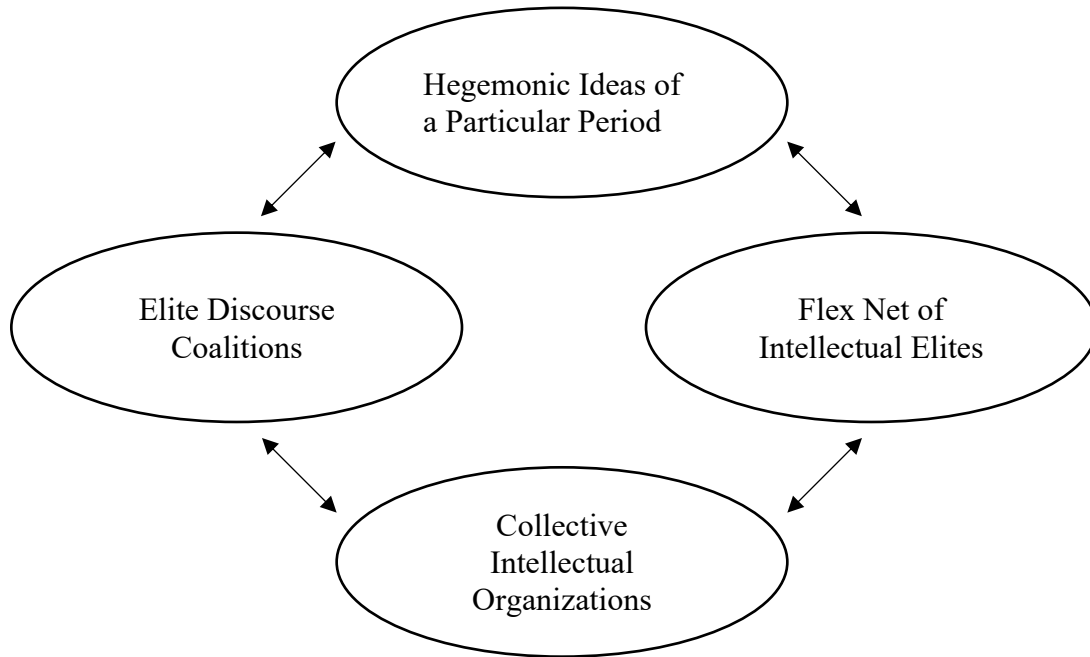 Hegemonic Ideas of
a Particular Period
Elite Discourse
Coalitions
Flex Net of
Intellectual Elites
Collective
Intellectual
Organizations